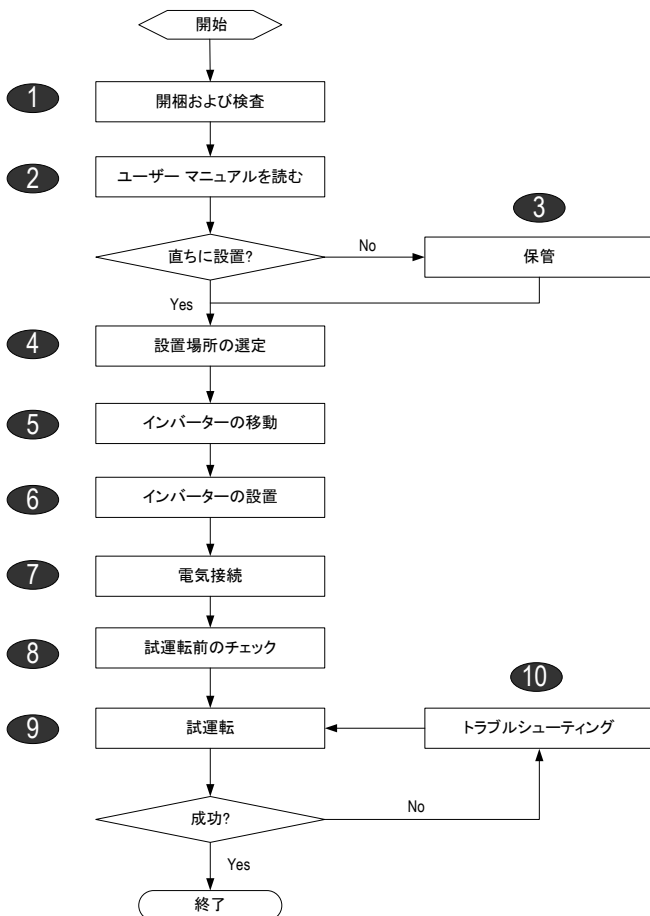 開始
1
開梱および検査
2
ユーザー マニュアルを読む
3
直ちに設置?
No
保管
Yes
4
設置場所の選定
5
インバーターの移動
6
インバーターの設置
7
電気接続
8
試運転前のチェック
10
9
試運転
トラブルシューティング
成功?
No
Yes
終了